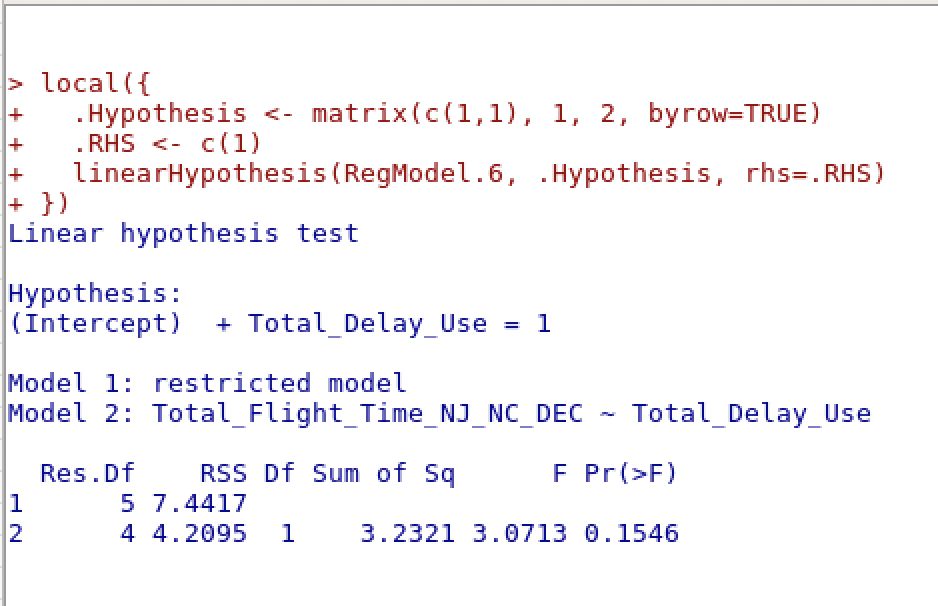 > local({
+   .Hypothesis <- matrix(c(1,1), 1, 2, byrow=TRUE)
+   .RHS <- c(1)
+   linearHypothesis(RegModel.6, .Hypothesis, rhs=.RHS)
+ })
Linear hypothesis test
Hypothesis:
(Intercept)  + Total_Delay_Use = 1
Model 1: restricted model
Model 2: Total_Flight_Time_NJ_NC_DEC ~ Total_Delay_Use
  Res.Df    RSS Df Sum of Sq      F Pr(>F)
1      5 7.4417
2      4 4.2095  1    3.2321 3.0713 0.1546